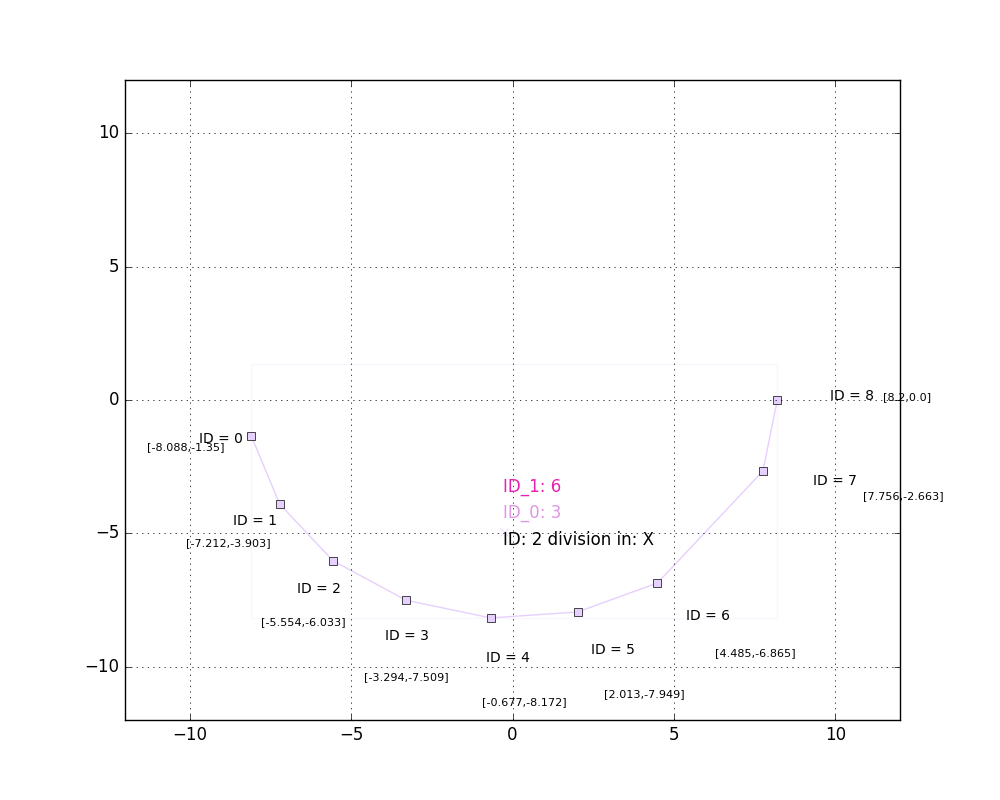 10
5
0
−5
−10
−10
−5
0
5
10
ID = 8
[8.2,0.0]
ID = 0
[-8.088,-1.35]
ID = 7
[7.756,-2.663]
ID_1: 6
ID_0: 3
ID: 2 division in: X
ID = 1
[-7.212,-3.903]
ID = 2
[-5.554,-6.033]
ID = 6
[4.485,-6.865]
ID = 3
[-3.294,-7.509]
ID = 5
[2.013,-7.949]
ID = 4
[-0.677,-8.172]